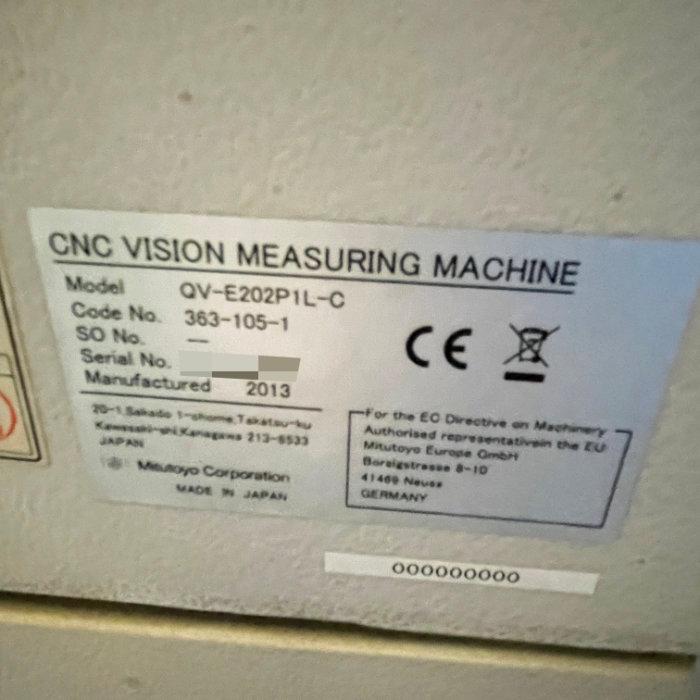 CNC VISION MEASURING MACHINE
Model QV-E202P1L-C
Code No. 363-105-1
SO No. —
Serial No.
Manufactured 2013
20-1, Sakado 1-chome, Takatsu-ku
Kawasaki-shi, Kanagawa 213-8533
JAPAN
Mitutoyo Corporation
MADE IN JAPAN
CE
For the EC Directive on Machinery
Authorised representativein the EU
Mitutoyo Europe GmbH
Borsigstrasse 8-10
41469 Neuss
GERMANY
000000000